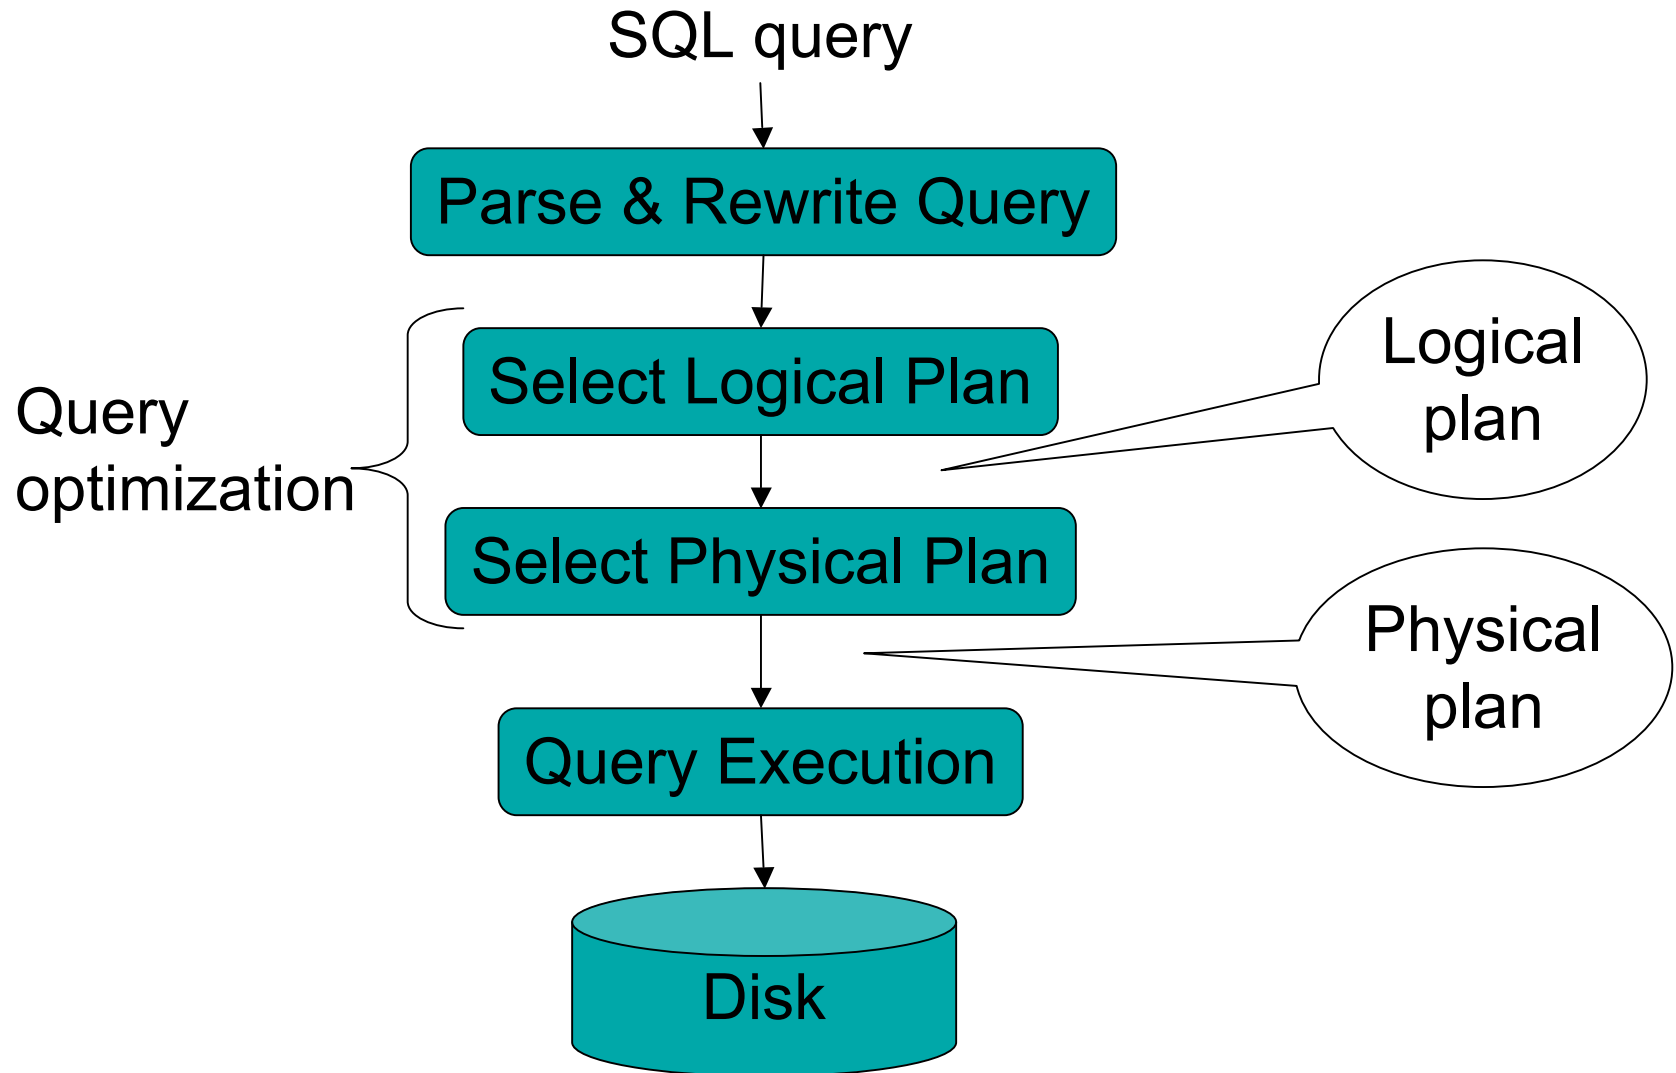 SQL query
Parse & Rewrite Query
Select Logical Plan
Logical
plan
Query
optimization
Select Physical Plan
Physical
plan
Query Execution
Disk